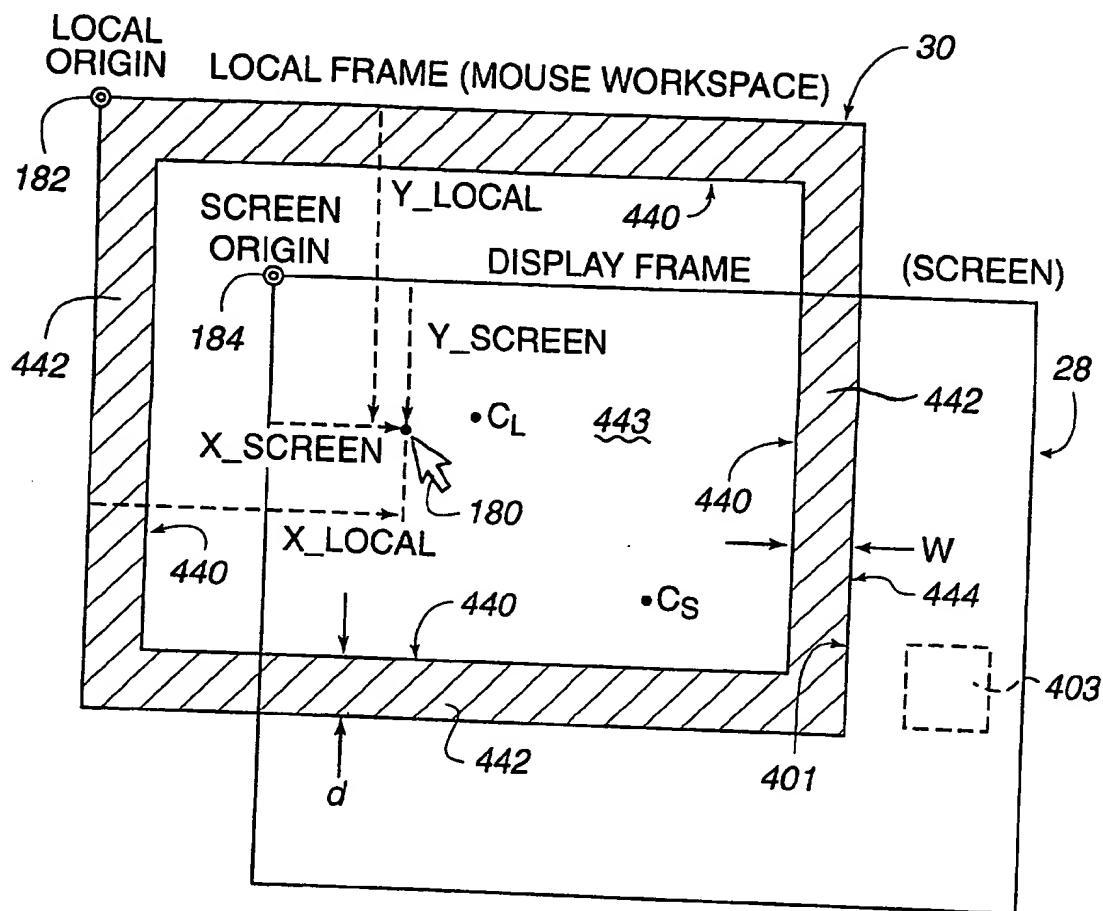 LOCAL
ORIGIN
LOCAL FRAME (MOUSE WORKSPACE)
30
182
SCREEN
ORIGIN
Y_LOCAL
440
DISPLAY FRAME
(SCREEN)
184
Y_SCREEN
442
28
442
CL
443
X_SCREEN
440
180
X_LOCAL
W
440
440
444
CS
403
442
401
d